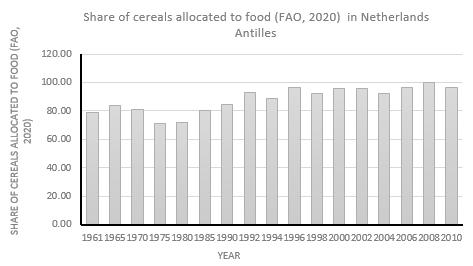 Share of cereals allocated to food (FAO, 2020) in Netherlands
Antilles
SHARE OF CEREALS ALLOCATED TO FOOD (FAO,
2020)
120.00
100.00
80.00
60.00
40.00
20.00
0.00
1961 1965 1970 1975 1980 1985 1990 1992 1994 1996 1998 2000 2002 2004 2006 2008 2010
YEAR